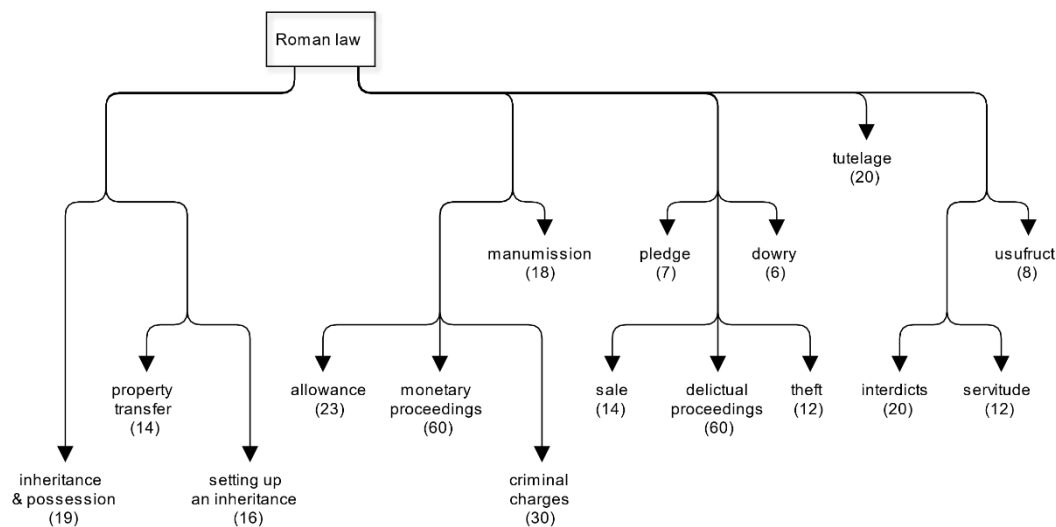 Roman law
tutelage
(20)
manumission
(18)
pledge
(7)
dowry
(6)
usufruct
(8)
property
transfer
(14)
allowance
(23)
monetary
proceedings
(60)
sale
(14)
delictual
proceedings
(60)
theft
(12)
interdicts
(20)
servitude
(12)
inheritance
& possession
(19)
setting up
an inheritance
(16)
criminal
charges
(30)